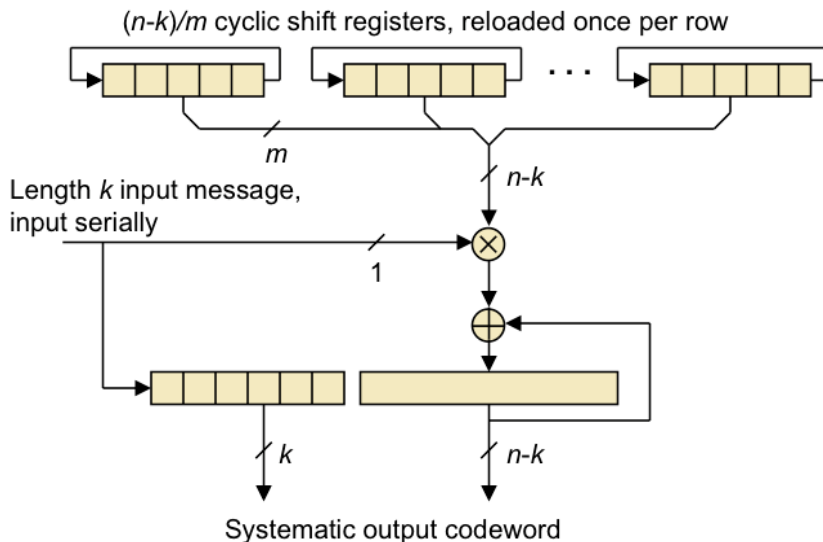 (n-k)/m cyclic shift registers, reloaded once per row
. . .
m
n-k
Length k input message,
input serially
1
k
n-k
Systematic output codeword